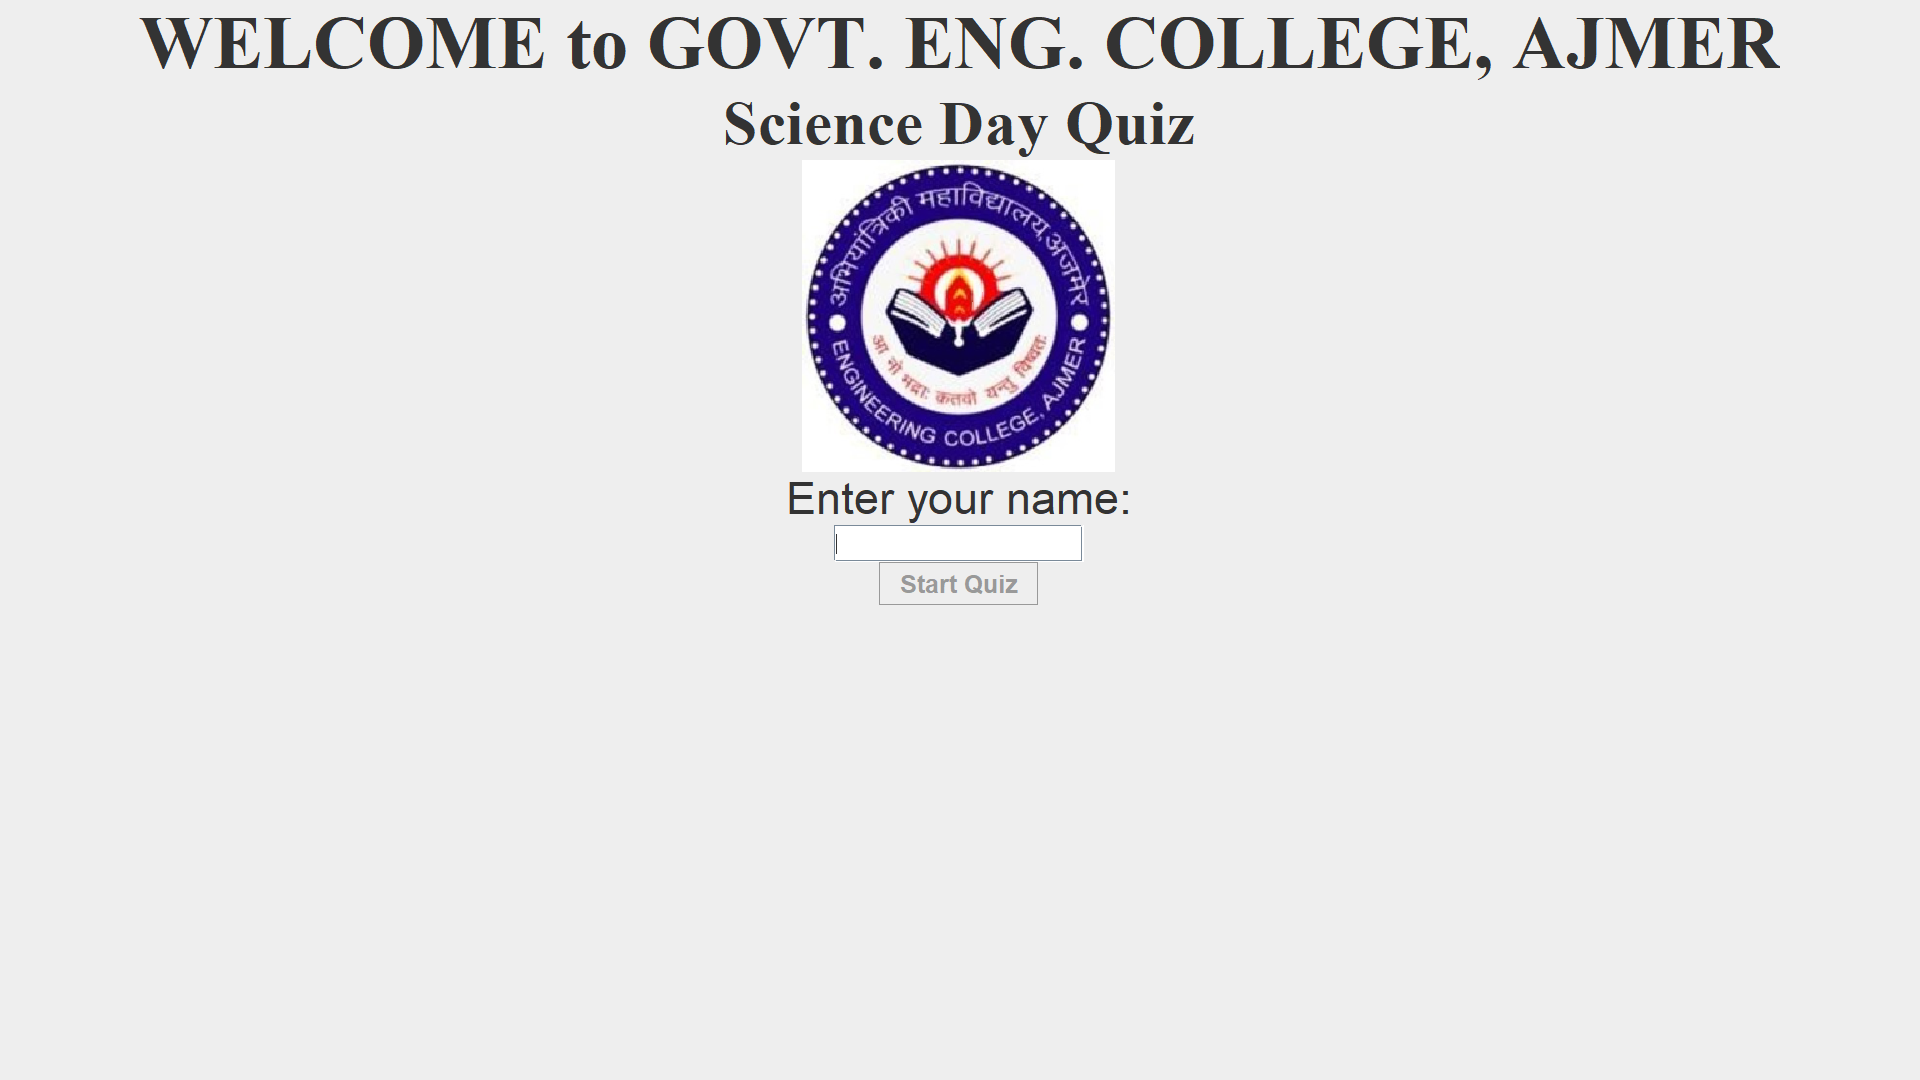 WELCOME to GOVT. ENG. COLLEGE, AJMER
Science Day Quiz
अभियांत्रिकी महाविद्यालय,अजमेर
आ नो भद्राः क्रतवो यन्तु विश्वतः
ENGINEERING COLLEGE, AJMER
Enter your name:
Start Quiz